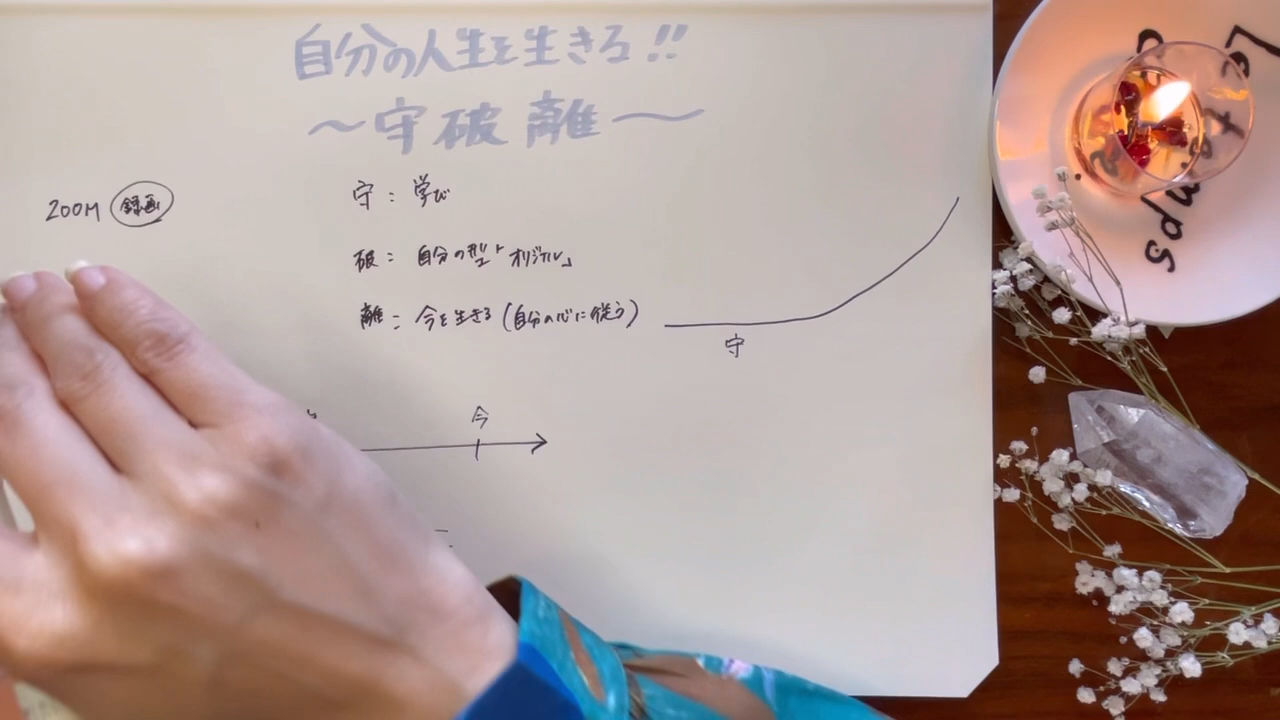 自分の人生を生きる!!
〜守破離〜
ZOOM 録画
守：学び
破：自分の型「オリジナル」
離：今を生きる（自分の心に従う）
守
今